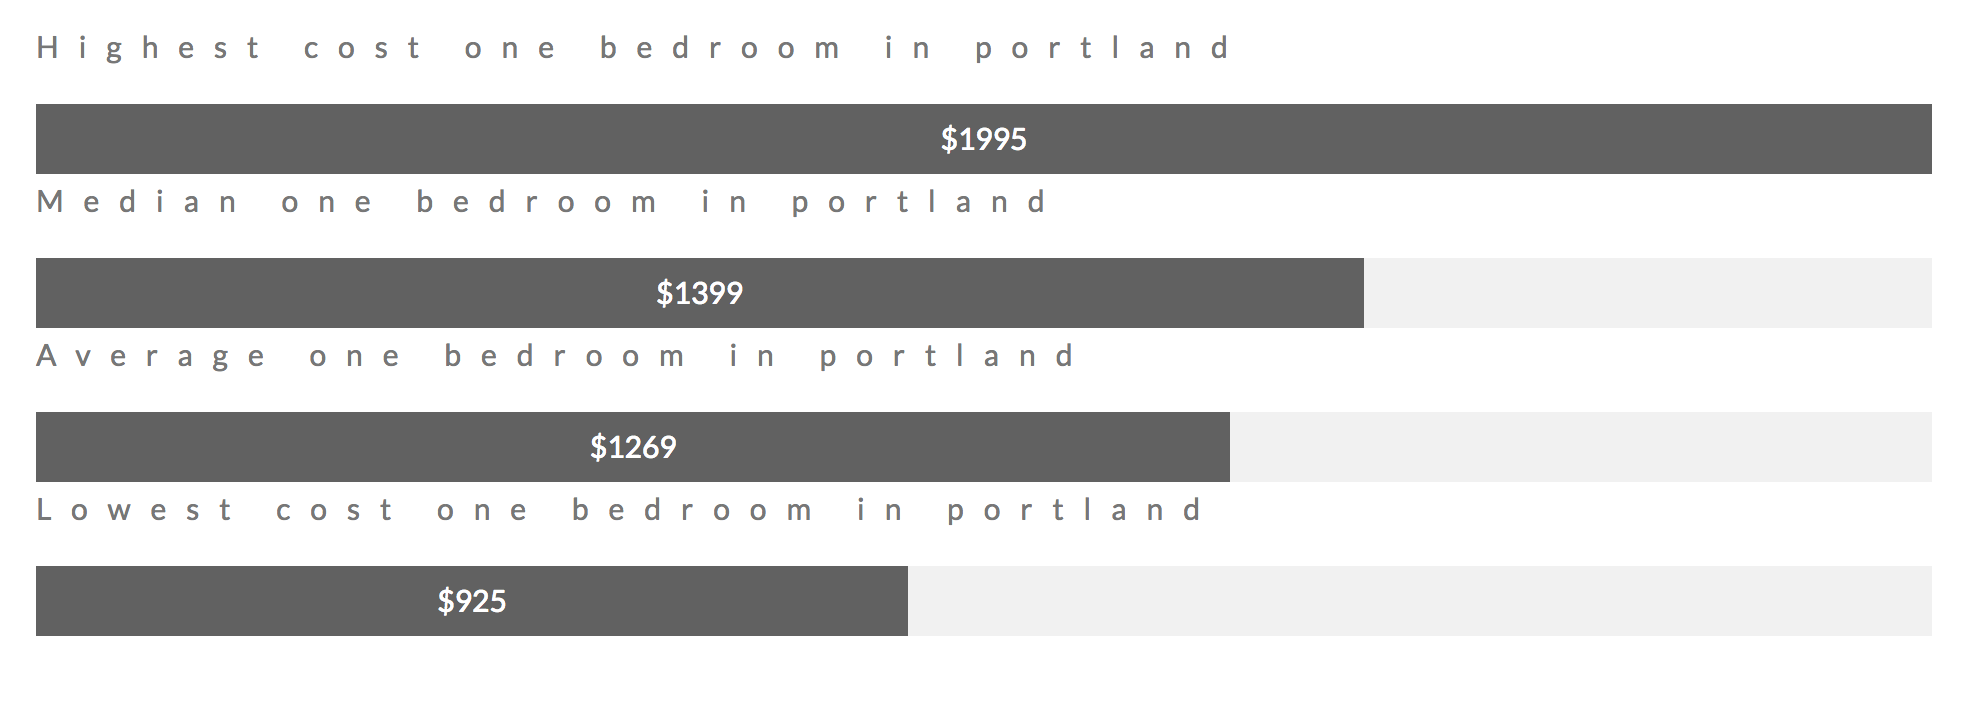 Highest cost one bedroom in portland
$1995
Median one bedroom in portland
$1399
Average one bedroom in portland
$1269
Lowest cost one bedroom in portland
$925